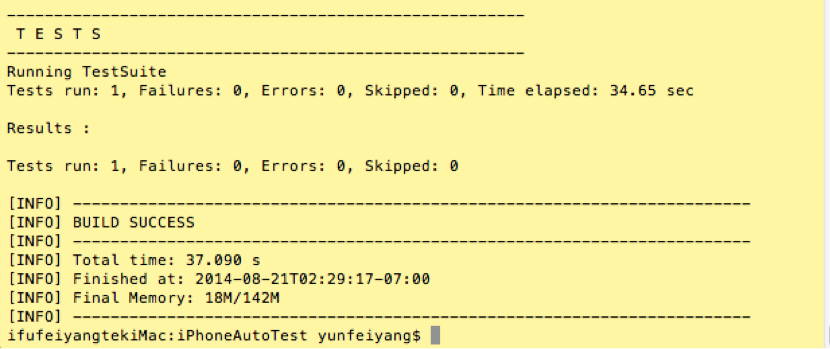 -------------------------------------------------------
 T E S T S
-------------------------------------------------------
Running TestSuite
Tests run: 1, Failures: 0, Errors: 0, Skipped: 0, Time elapsed: 34.65 sec
Results :
Tests run: 1, Failures: 0, Errors: 0, Skipped: 0
[INFO] ------------------------------------------------------------------------
[INFO] BUILD SUCCESS
[INFO] ------------------------------------------------------------------------
[INFO] Total time: 37.090 s
[INFO] Finished at: 2014-08-21T02:29:17-07:00
[INFO] Final Memory: 18M/142M
[INFO] ------------------------------------------------------------------------
ifufeiyangtekiMac:iPhoneAutoTest yunfeiyang$